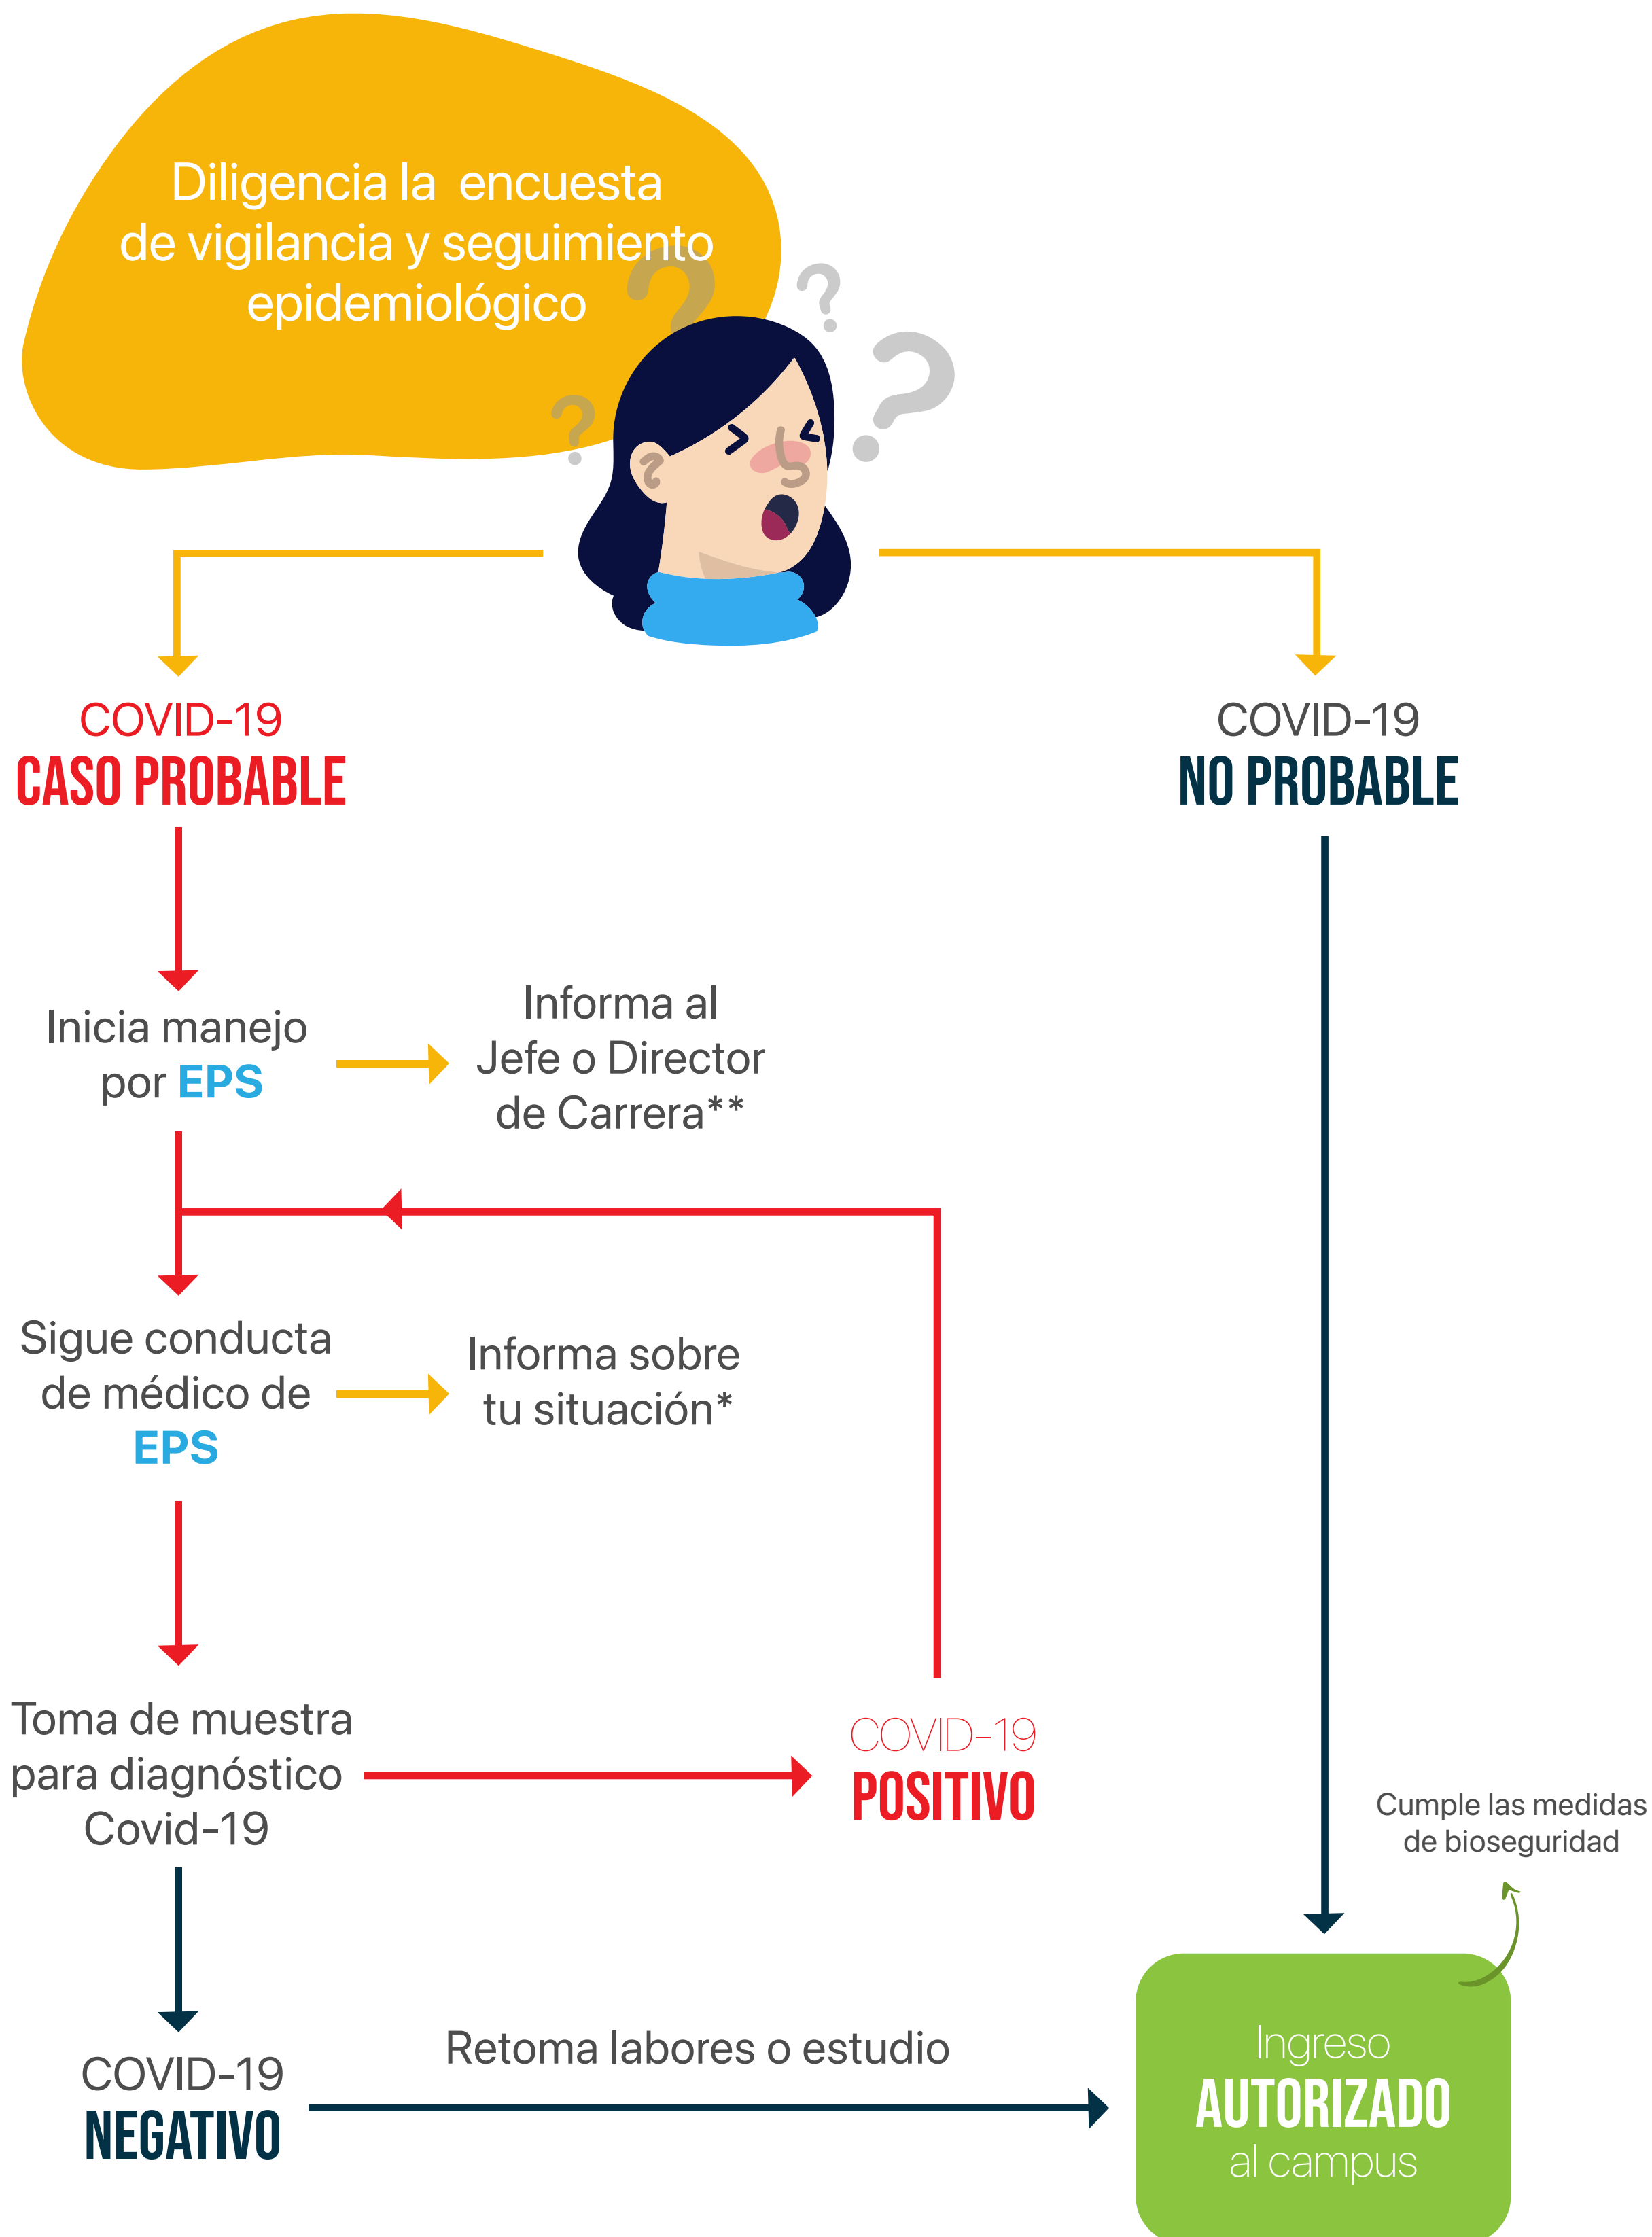 Diligencia la encuesta
de vigilancia y seguimiento
epidemiológico
COVID-19
CASO PROBABLE
COVID-19
NO PROBABLE
Inicia manejo
por EPS
Informa al
Jefe o Director
de Carrera**
Sigue conducta
de médico de
EPS
Informa sobre
tu situación*
Toma de muestra
para diagnóstico
Covid-19
COVID-19
POSITIVO
Cumple las medidas
de bioseguridad
COVID-19
NEGATIVO
Retoma labores o estudio
Ingreso
AUTORIZADO
al campus